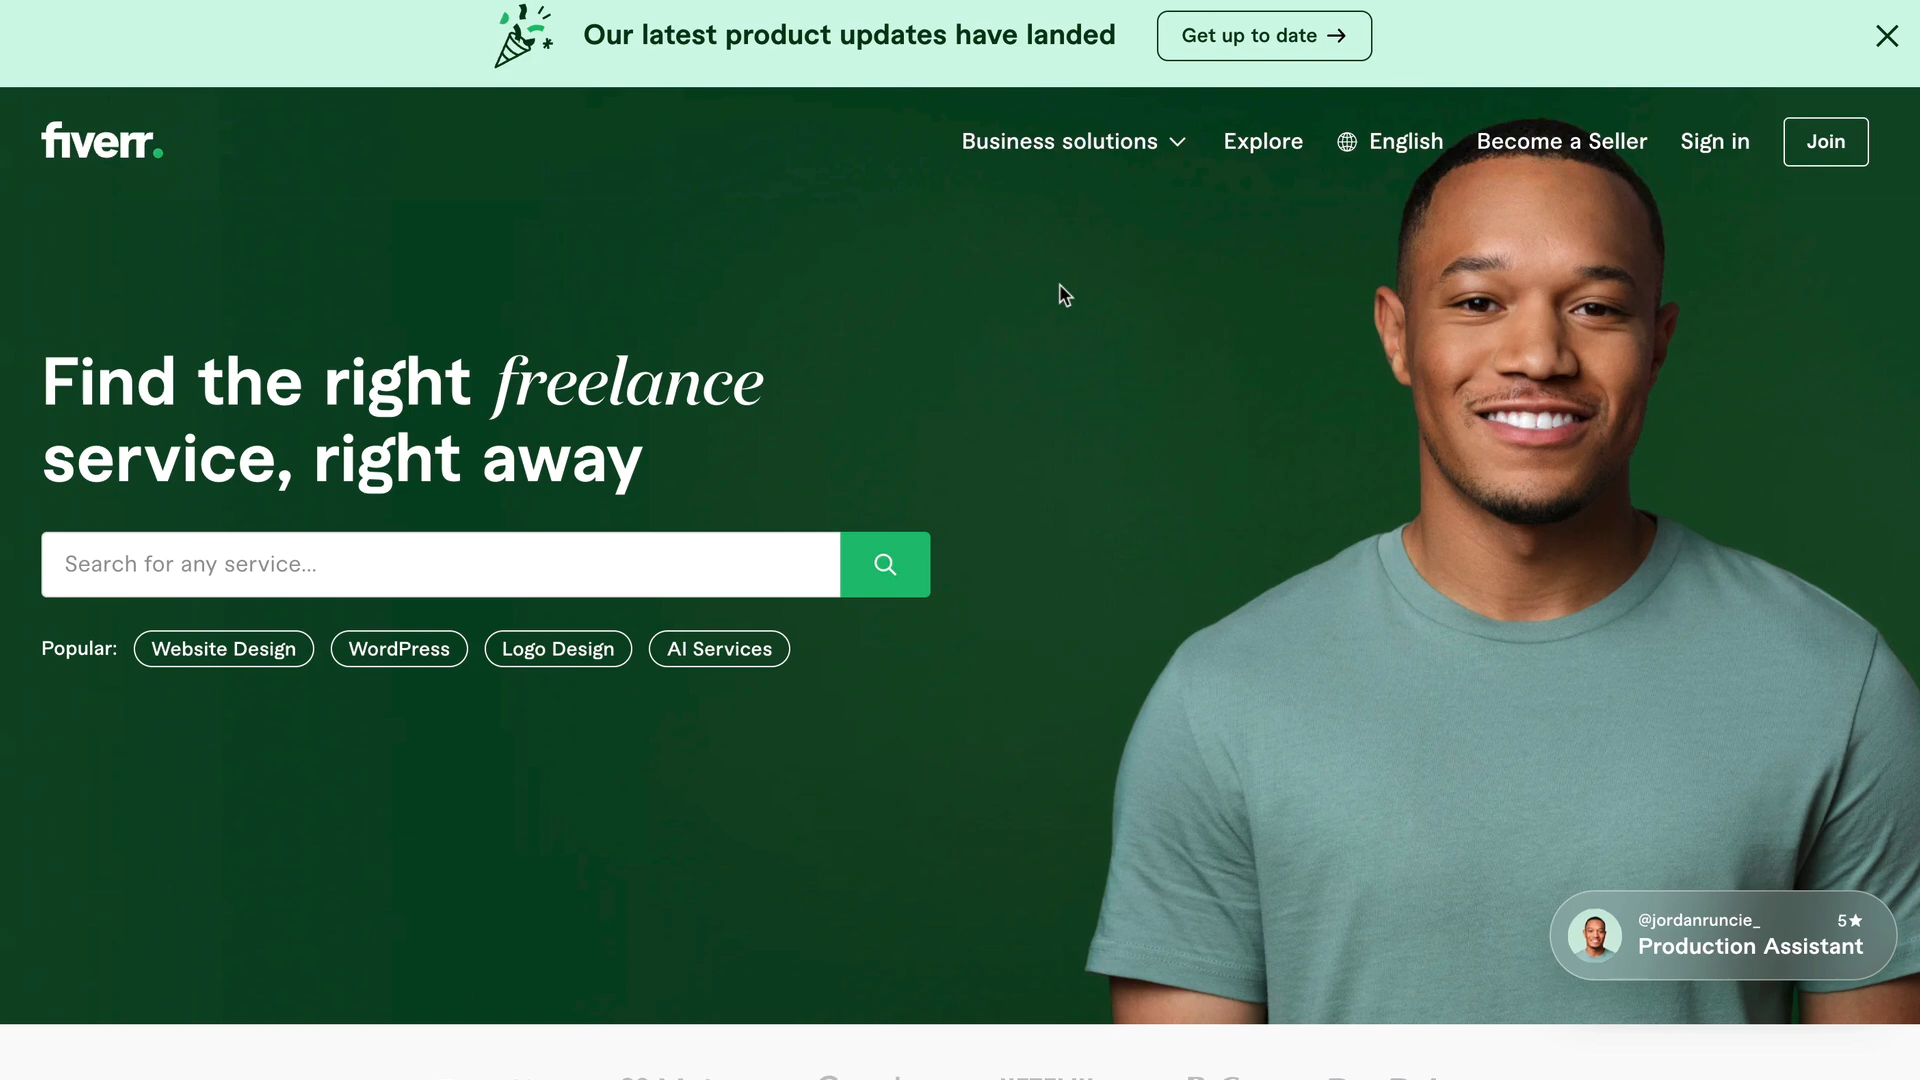 Our latest product updates have landed
Get up to date →
fiverr.
Business solutions
Explore
English
Become a Seller
Sign in
Join
Find the right freelance
service, right away
Search for any service...
Popular:
Website Design
WordPress
Logo Design
AI Services
@jordanruncie_ 5★
Production Assistant